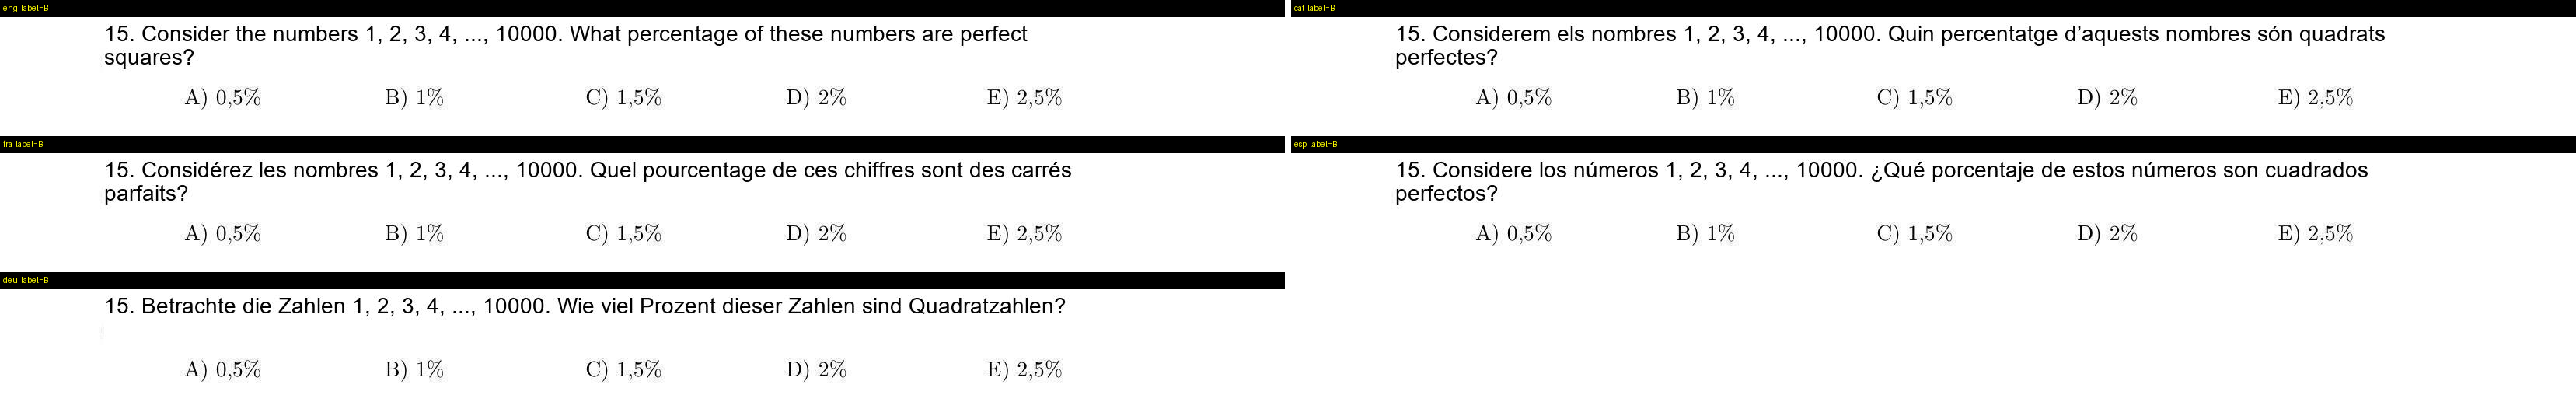 eng label=B
15. Consider the numbers 1, 2, 3, 4, ..., 10000. What percentage of these numbers are perfect
squares?
A) 0,5% B) 1% C) 1,5% D) 2% E) 2,5%
cat label=B
15. Considerem els nombres 1, 2, 3, 4, ..., 10000. Quin percentatge d’aquests nombres són quadrats
perfectes?
A) 0,5% B) 1% C) 1,5% D) 2% E) 2,5%
fra label=B
15. Considérez les nombres 1, 2, 3, 4, ..., 10000. Quel pourcentage de ces chiffres sont des carrés
parfaits?
A) 0,5% B) 1% C) 1,5% D) 2% E) 2,5%
esp label=B
15. Considere los números 1, 2, 3, 4, ..., 10000. ¿Qué porcentaje de estos números son cuadrados
perfectos?
A) 0,5% B) 1% C) 1,5% D) 2% E) 2,5%
deu label=B
15. Betrachte die Zahlen 1, 2, 3, 4, ..., 10000. Wie viel Prozent dieser Zahlen sind Quadratzahlen?
A) 0,5% B) 1% C) 1,5% D) 2% E) 2,5%